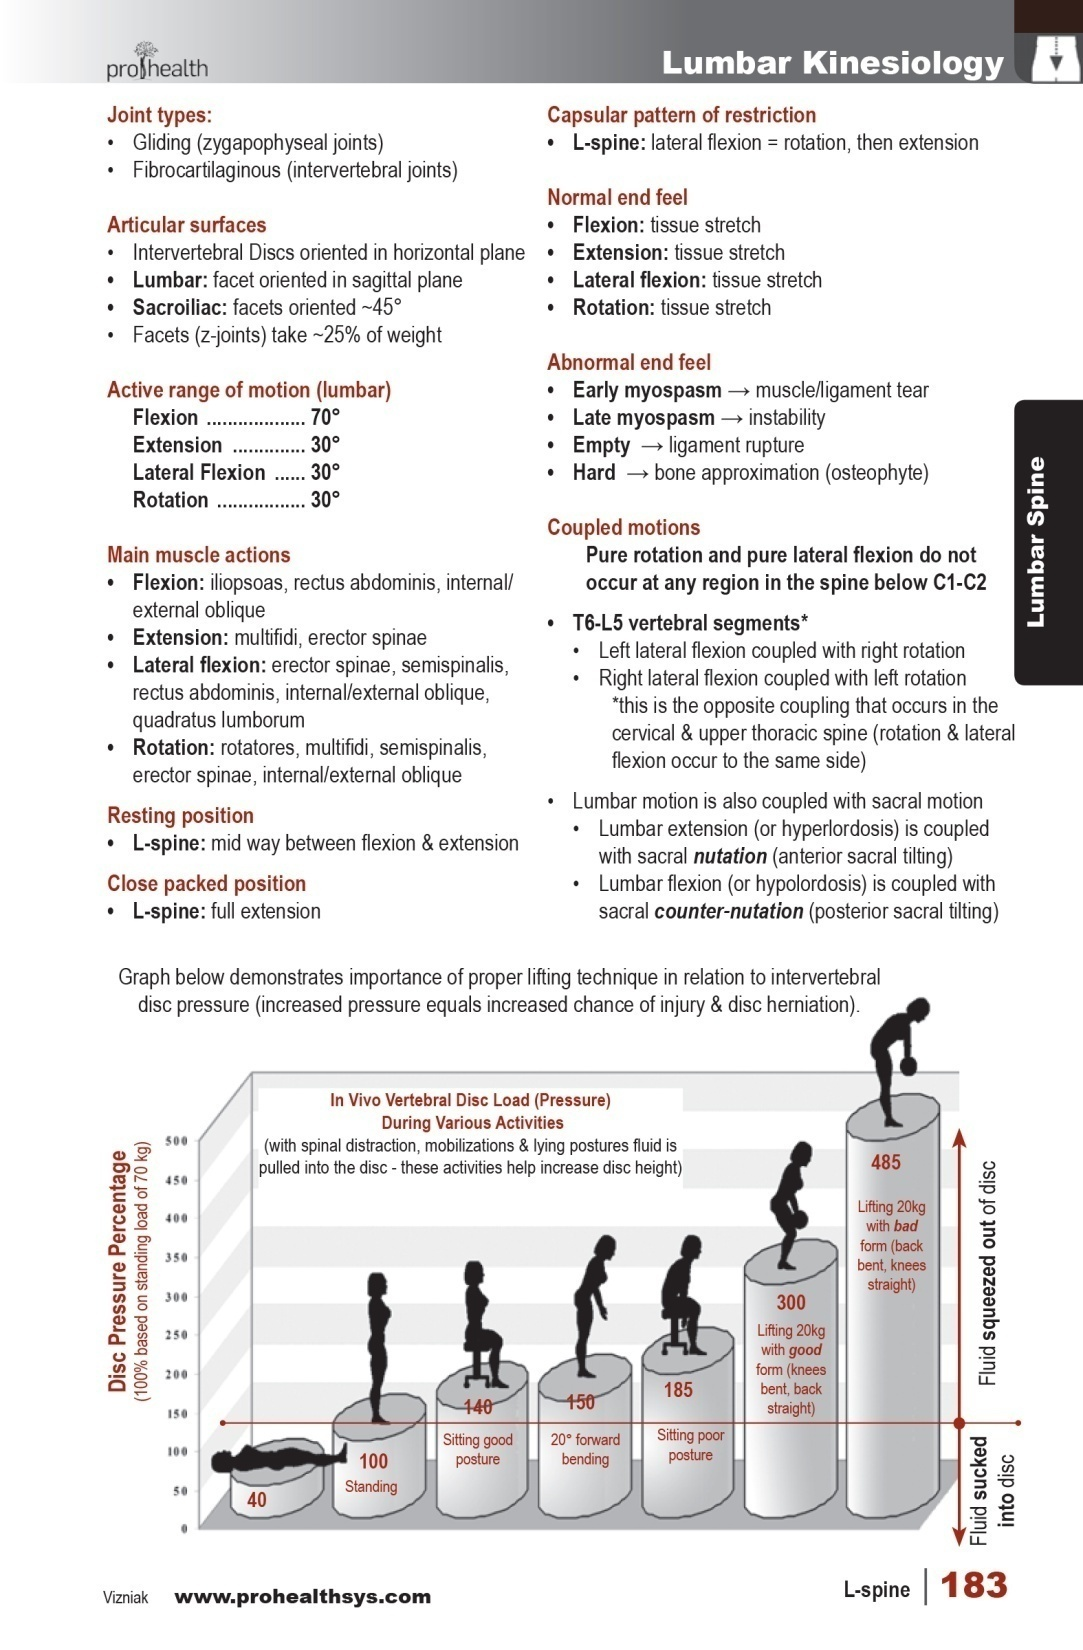 prohealth
Lumbar Kinesiology
Joint types:
• Gliding (zygapophyseal joints)
• Fibrocartilaginous (intervertebral joints)
Articular surfaces
• Intervertebral Discs oriented in horizontal plane
• Lumbar: facet oriented in sagittal plane
• Sacroiliac: facets oriented ~45°
• Facets (z-joints) take ~25% of weight
Active range of motion (lumbar)
Flexion ................... 70°
Extension .............. 30°
Lateral Flexion ...... 30°
Rotation ................. 30°
Main muscle actions
• Flexion: iliopsoas, rectus abdominis, internal/
external oblique
• Extension: multifidi, erector spinae
• Lateral flexion: erector spinae, semispinalis,
rectus abdominis, internal/external oblique,
quadratus lumborum
• Rotation: rotatores, multifidi, semispinalis,
erector spinae, internal/external oblique
Resting position
• L-spine: mid way between flexion & extension
Close packed position
• L-spine: full extension
Capsular pattern of restriction
• L-spine: lateral flexion = rotation, then extension
Normal end feel
• Flexion: tissue stretch
• Extension: tissue stretch
• Lateral flexion: tissue stretch
• Rotation: tissue stretch
Abnormal end feel
• Early myospasm → muscle/ligament tear
• Late myospasm → instability
• Empty → ligament rupture
• Hard → bone approximation (osteophyte)
Coupled motions
Pure rotation and pure lateral flexion do not
occur at any region in the spine below C1-C2
• T6-L5 vertebral segments*
• Left lateral flexion coupled with right rotation
• Right lateral flexion coupled with left rotation
*this is the opposite coupling that occurs in the
cervical & upper thoracic spine (rotation & lateral
flexion occur to the same side)
• Lumbar motion is also coupled with sacral motion
• Lumbar extension (or hyperlordosis) is coupled
with sacral nutation (anterior sacral tilting)
• Lumbar flexion (or hypolordosis) is coupled with
sacral counter-nutation (posterior sacral tilting)
Lumbar Spine
Graph below demonstrates importance of proper lifting technique in relation to intervertebral
disc pressure (increased pressure equals increased chance of injury & disc herniation).
In Vivo Vertebral Disc Load (Pressure)
During Various Activities
(with spinal distraction, mobilizations & lying postures fluid is
pulled into the disc - these activities help increase disc height)
Disc Pressure Percentage
(100% based on standing load of 70 kg)
500
450
400
350
300
250
200
150
100
50
0
40
100
Standing
140
Sitting good
posture
150
20° forward
bending
185
Sitting poor
posture
300
Lifting 20kg
with good
form (knees
bent, back
straight)
485
Lifting 20kg
with bad
form (back
bent, knees
straight)
Fluid squeezed out of disc
Fluid sucked
into disc
Vizniak www.prohealthsys.com
L-spine | 183